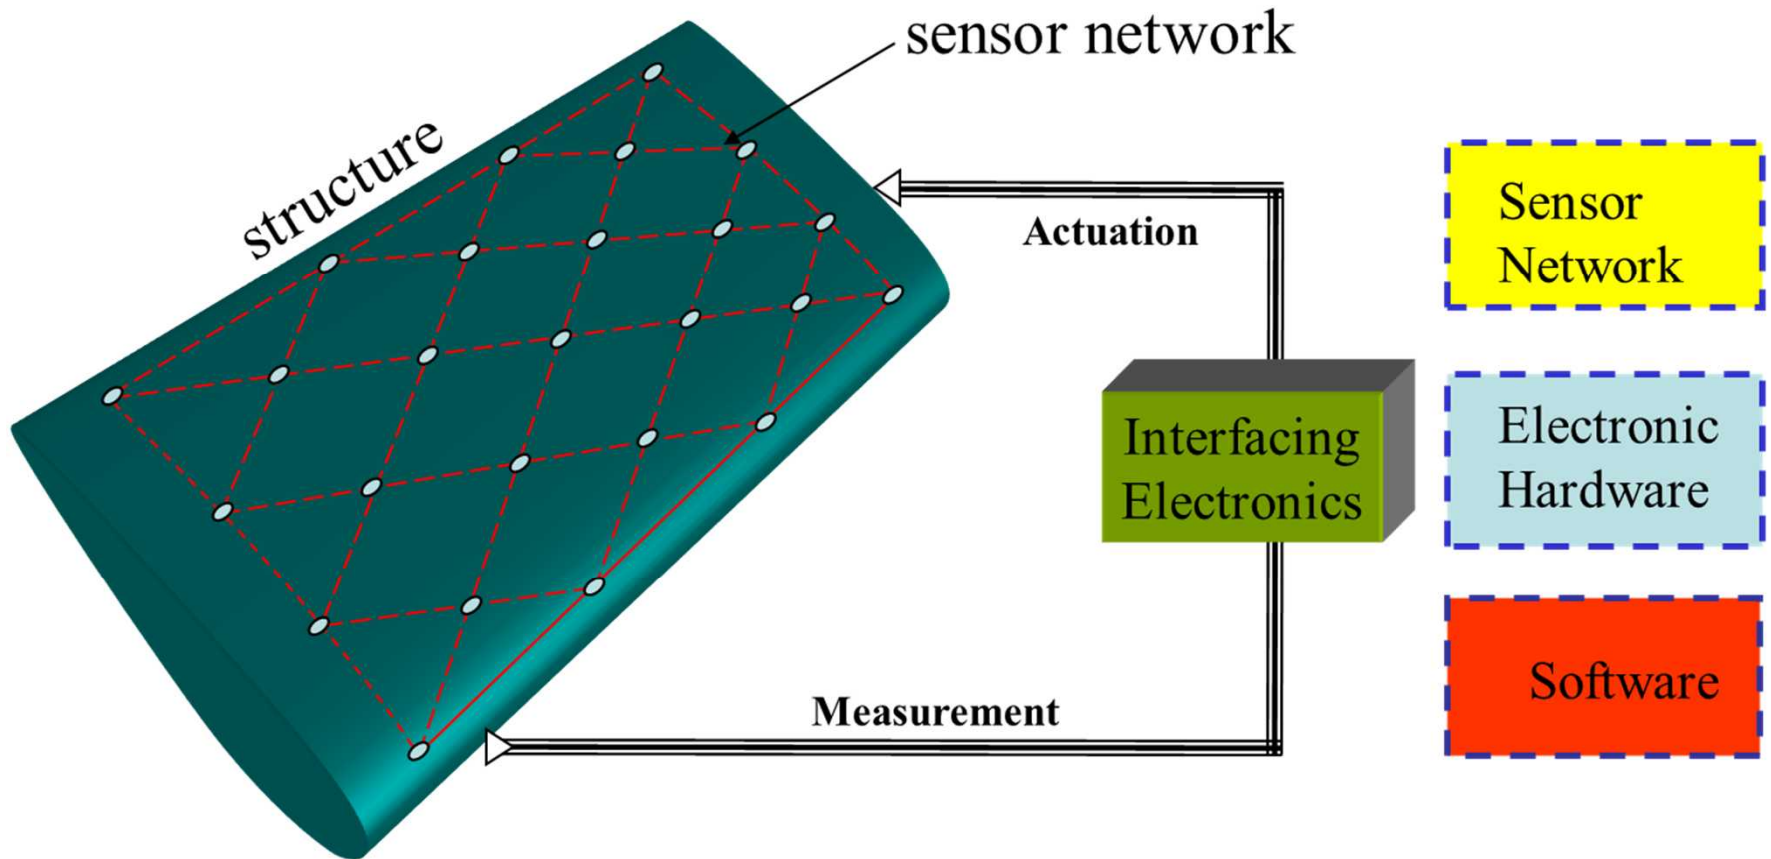 sensor network
structure
Actuation
Sensor
Network
Interfacing
Electronics
Electronic
Hardware
Software
Measurement